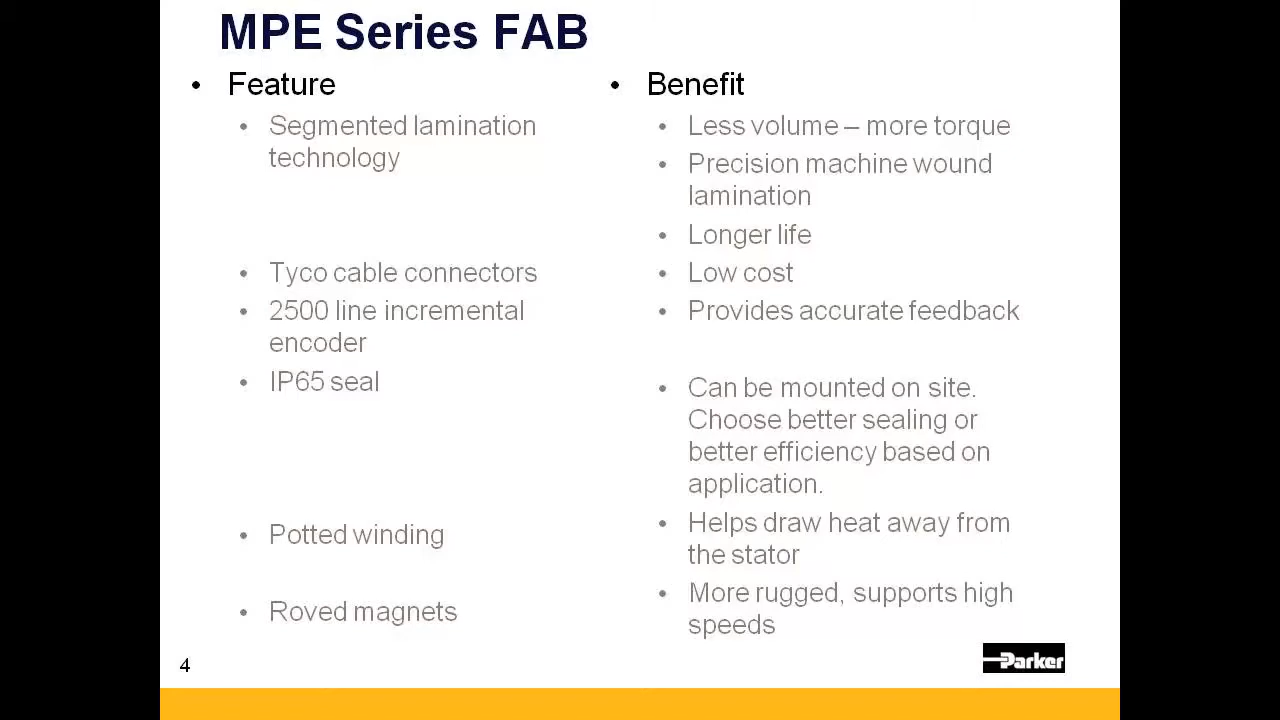 MPE Series FAB
• Feature
• Segmented lamination
technology
• Tyco cable connectors
• 2500 line incremental
encoder
• IP65 seal
• Potted winding
• Roved magnets
• Benefit
• Less volume – more torque
• Precision machine wound
lamination
• Longer life
• Low cost
• Provides accurate feedback
• Can be mounted on site.
Choose better sealing or
better efficiency based on
application.
• Helps draw heat away from
the stator
• More rugged, supports high
speeds
4
Parker